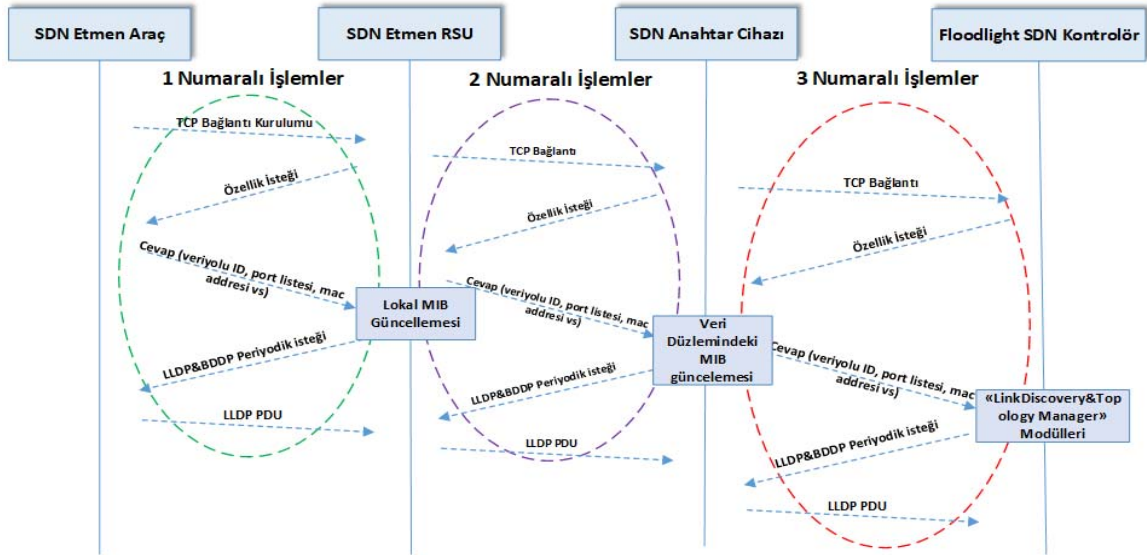 SDN Etmen Araç
SDN Etmen RSU
SDN Anahtar Cihazı
Floodlight SDN Kontrolör
1 Numaralı İşlemler
2 Numaralı İşlemler
3 Numaralı İşlemler
TCP Bağlantı Kurulumu
Özellik İsteği
Cevap (veriyolu ID, port listesi, mac
addresi vs)
Lokal MIB
Güncellemesi
LLDP&BDDP Periyodik isteği
LLDP PDU
TCP Bağlantı
Özellik İsteği
Cevap (veriyolu ID, port listesi, mac
addresi vs)
Veri
Düzlemindeki
MIB
güncelemesi
LLDP&BDDP Periyodik isteği
LLDP PDU
TCP Bağlantı
Özellik İsteği
Cevap (veriyolu ID, port listesi, mac
addresi vs)
«LinkDiscovery&Top
ology Manager»
Modülleri
LLDP&BDDP Periyodik isteği
LLDP PDU